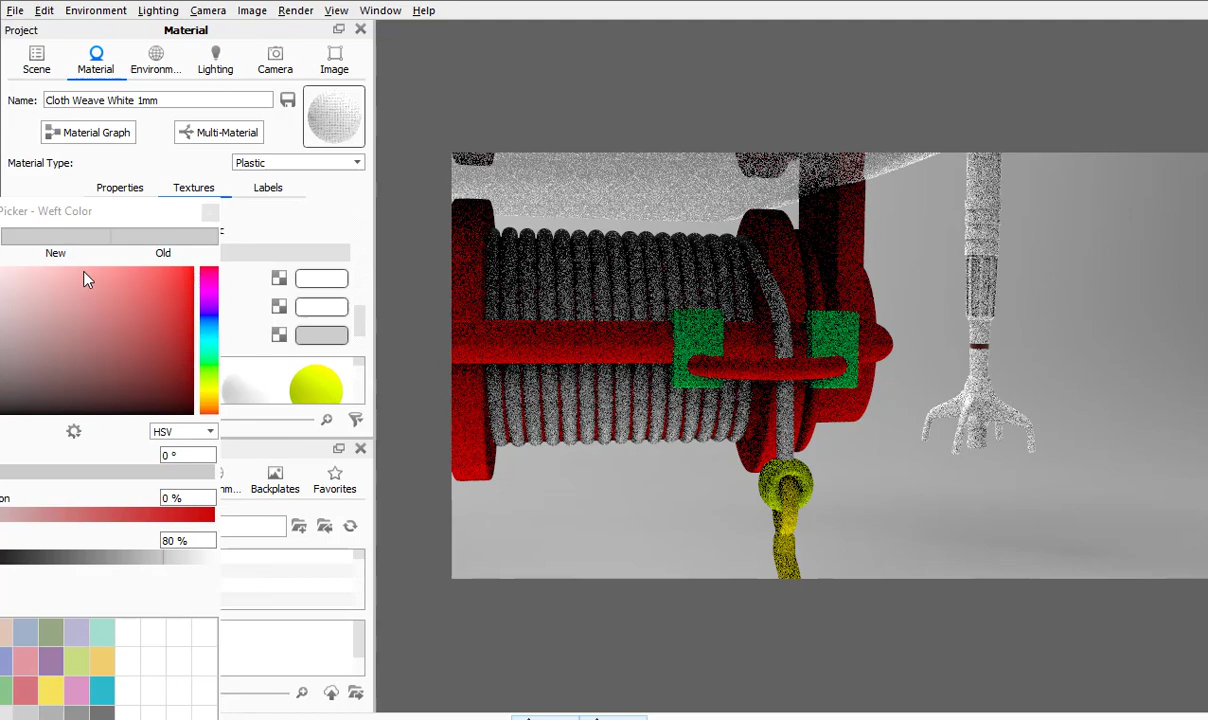 File Edit Environment Lighting Camera Image Render View Window Help
Project Material
Scene Material Environm... Lighting Camera Image
Name: Cloth Weave White 1mm
Material Graph Multi-Material
Material Type: Plastic
Properties Textures Labels
Picker - Weft Color
New Old
HSV
0 °
on 0 %
80 %
nm... Backplates Favorites